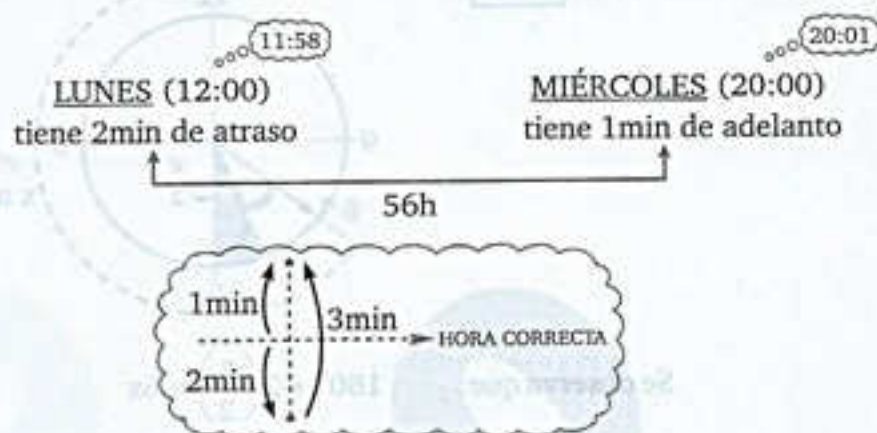 11:58
20:01
LUNES (12:00)
MIÉRCOLES (20:00)
tiene 2min de atraso
tiene 1min de adelanto
56h
1min
3min
HORA CORRECTA
2min